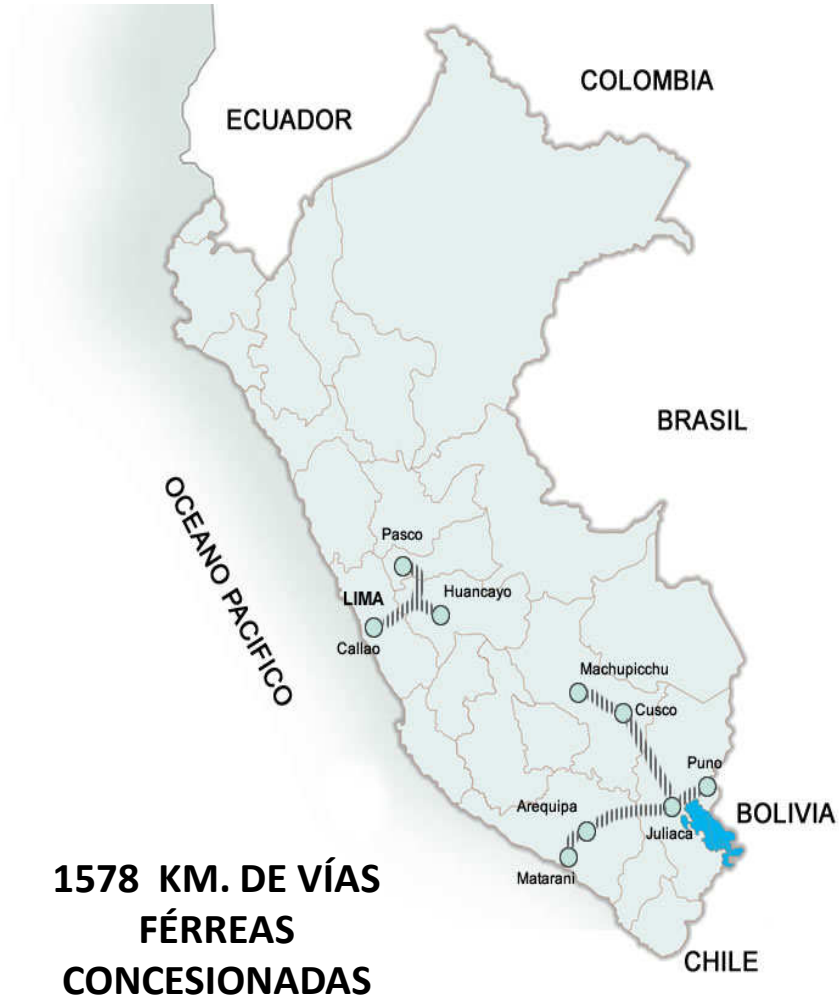 COLOMBIA
ECUADOR
BRASIL
OCEANO PACIFICO
Pasco
LIMA
Huancayo
Callao
Machupicchu
Cusco
Puno
Arequipa
BOLIVIA
Juliaca
Matarani
1578 KM. DE VÍAS
FÉRREAS
CONCESIONADAS
CHILE